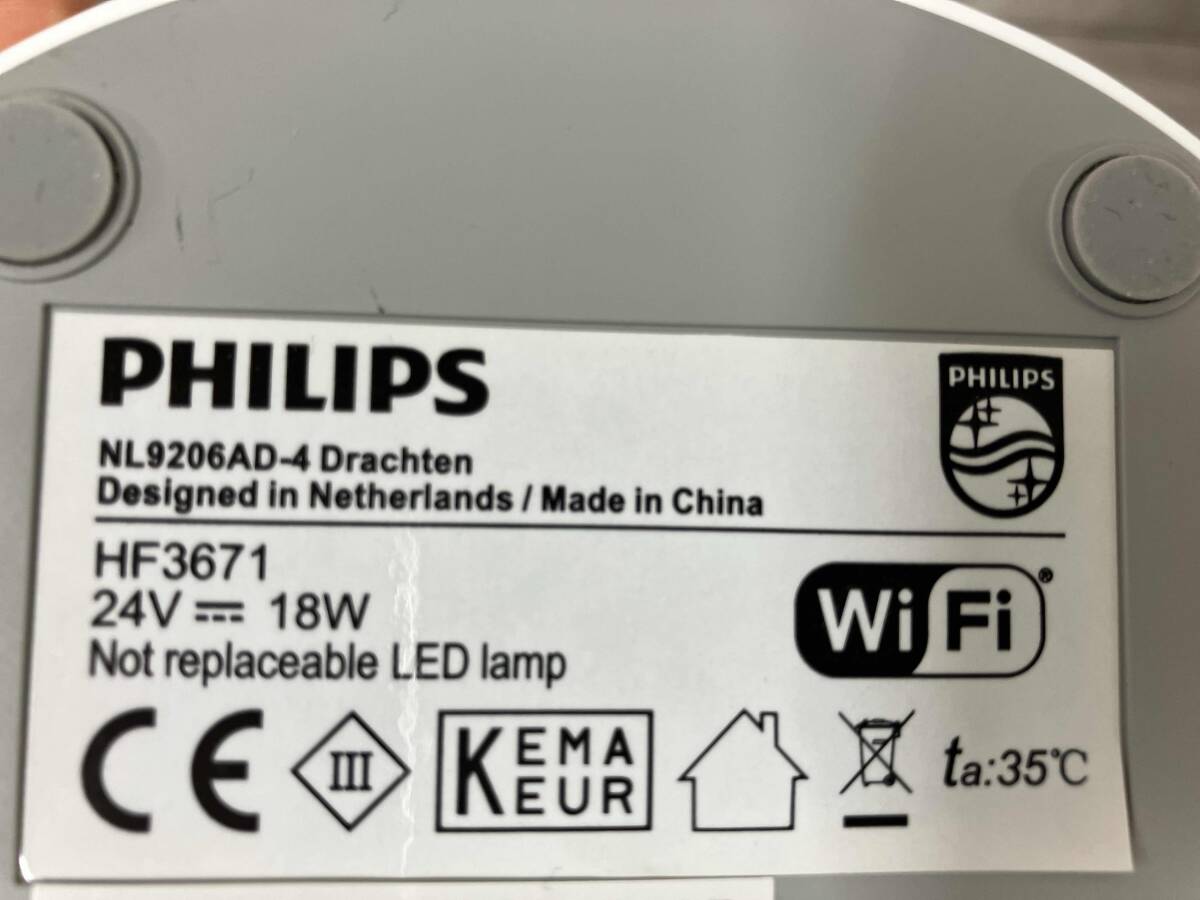 PHILIPS
PHILIPS
NL9206AD-4 Drachten
Designed in Netherlands / Made in China
HF3671
24V ⎓ 18W
Not replaceable LED lamp
WiFi®
CE
III
KEMA
KEUR
ta:35°C